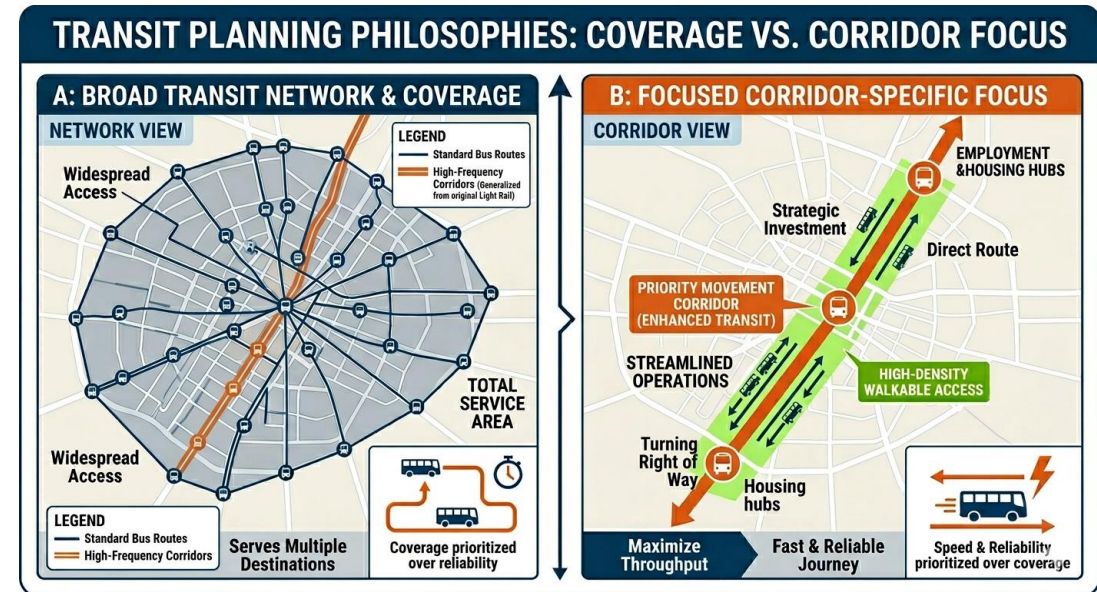 TRANSIT PLANNING PHILOSOPHIES: COVERAGE VS. CORRIDOR FOCUS
A: BROAD TRANSIT NETWORK & COVERAGE
NETWORK VIEW
LEGEND
Standard Bus Routes
High-Frequency
Corridors (Generalized
from original Light Rail)
Widespread
Access
TOTAL
SERVICE
AREA
Widespread
Access
LEGEND
Standard Bus Routes
High-Frequency Corridors
Serves Multiple
Destinations
Coverage prioritized
over reliability
B: FOCUSED CORRIDOR-SPECIFIC FOCUS
CORRIDOR VIEW
EMPLOYMENT
&HOUSING HUBS
Strategic
Investment
Direct Route
PRIORITY MOVEMENT
CORRIDOR
(ENHANCED TRANSIT)
STREAMLINED
OPERATIONS
HIGH-DENSITY
WALKABLE ACCESS
Turning
Right of
Way
Housing
hubs
Maximize
Throughput
Fast & Reliable
Journey
Speed & Reliability
prioritized over coverage